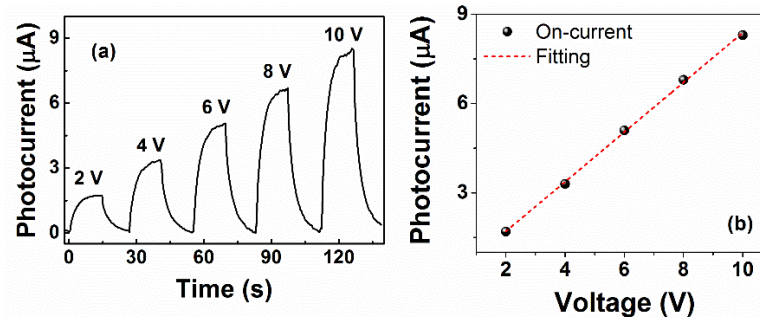 (a)
Photocurrent (μA)
9
6
3
0
2 V
4 V
6 V
8 V
10 V
0 30 60 90 120
Time (s)
Photocurrent (μA)
9
6
3
On-current
Fitting
(b)
2 4 6 8 10
Voltage (V)